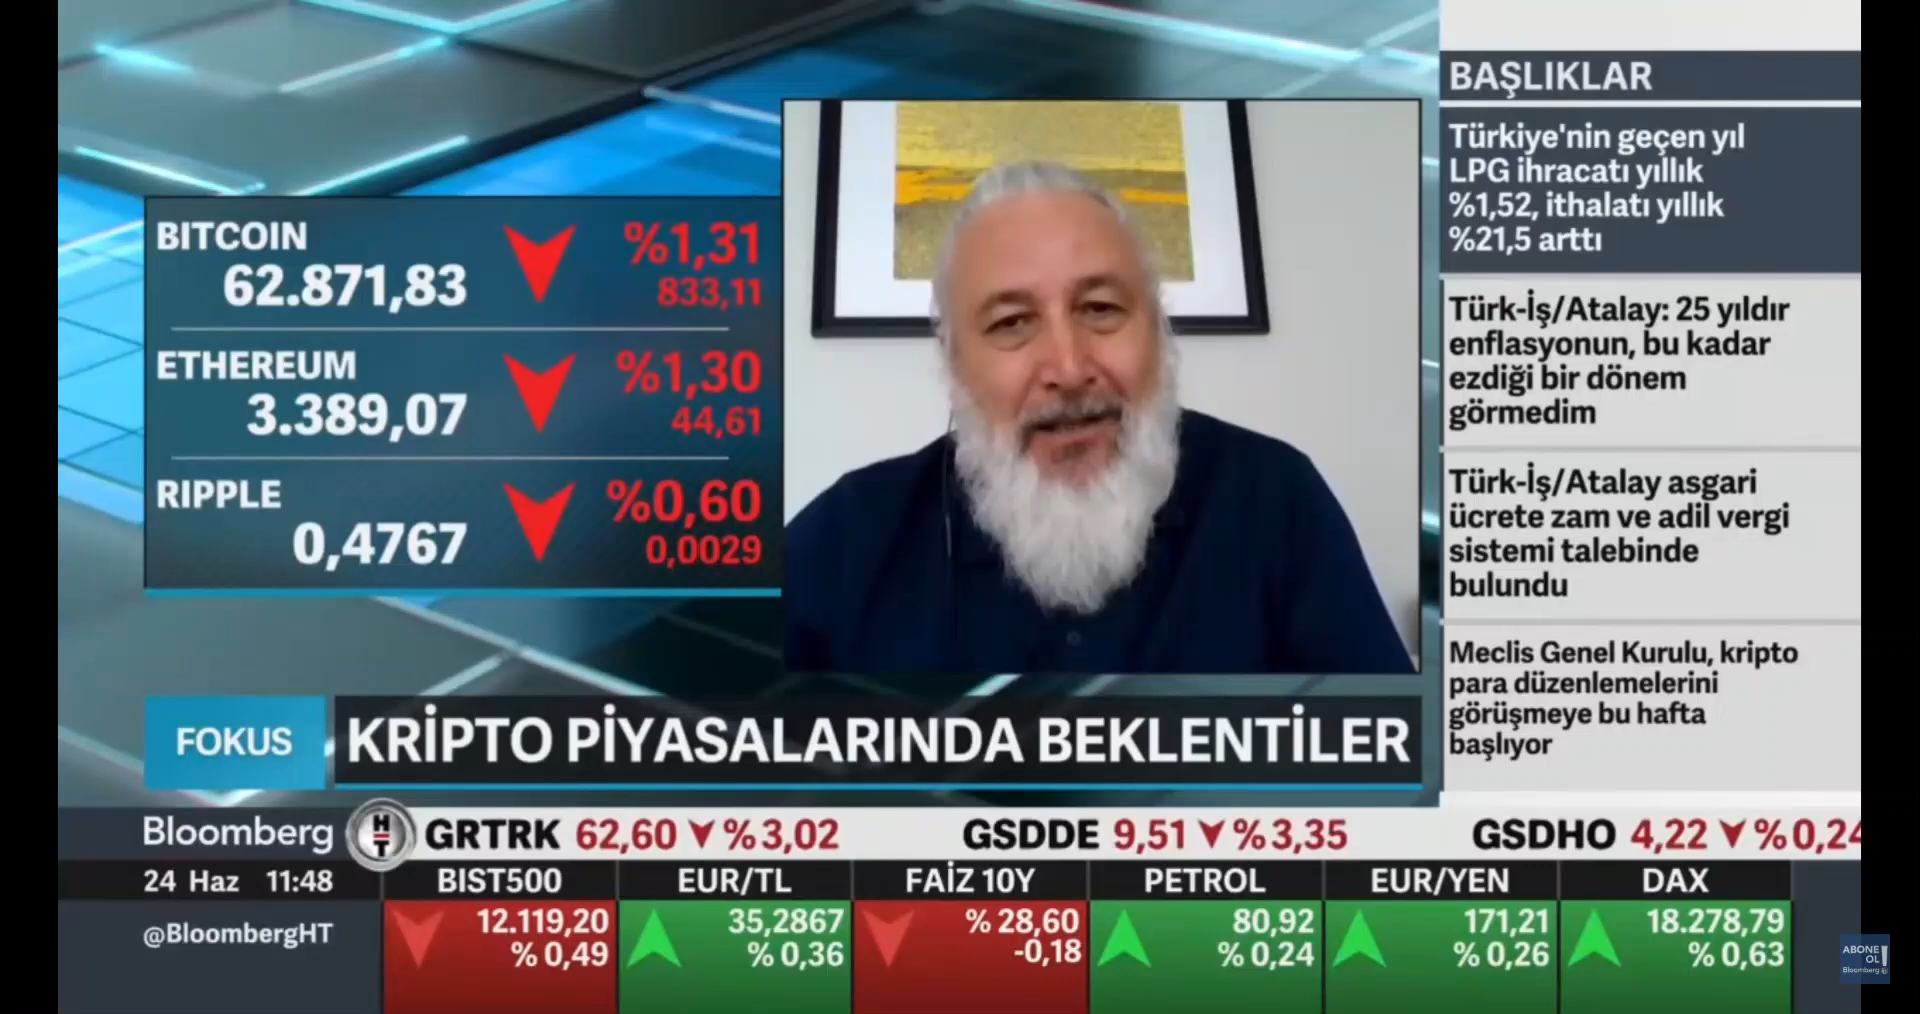 BİTCOİN
62.871,83
%1,31
833,11
ETHEREUM
3.389,07
%1,30
44,61
RIPPLE
0,4767
%0,60
0,0029
FOKUS
KRİPTO PİYASALARINDA BEKLENTİLER
BAŞLIKLAR
Türkiye'nin geçen yıl
LPG ihracatı yıllık
%1,52, ithalatı yıllık
%21,5 arttı
Türk-İş/Atalay: 25 yıldır
enflasyonun, bu kadar
ezdiği bir dönem
görmedim
Türk-İş/Atalay asgari
ücrete zam ve adil vergi
sistemi talebinde
bulundu
Meclis Genel Kurulu, kripto
para düzenlemelerini
görüşmeye bu hafta
başlıyor
Bloomberg HT GRTRK 62,60 %3,02 GSDDE 9,51 %3,35 GSDHO 4,22 %0,24
24 Haz 11:48
@BloombergHT
BIST500
12.119,20
% 0,49
EUR/TL
35,2867
% 0,36
FAİZ 10Y
% 28,60
-0,18
PETROL
80,92
% 0,24
EUR/YEN
171,21
% 0,26
DAX
18.278,79
% 0,63
ABONE
OL!
Bloomberg